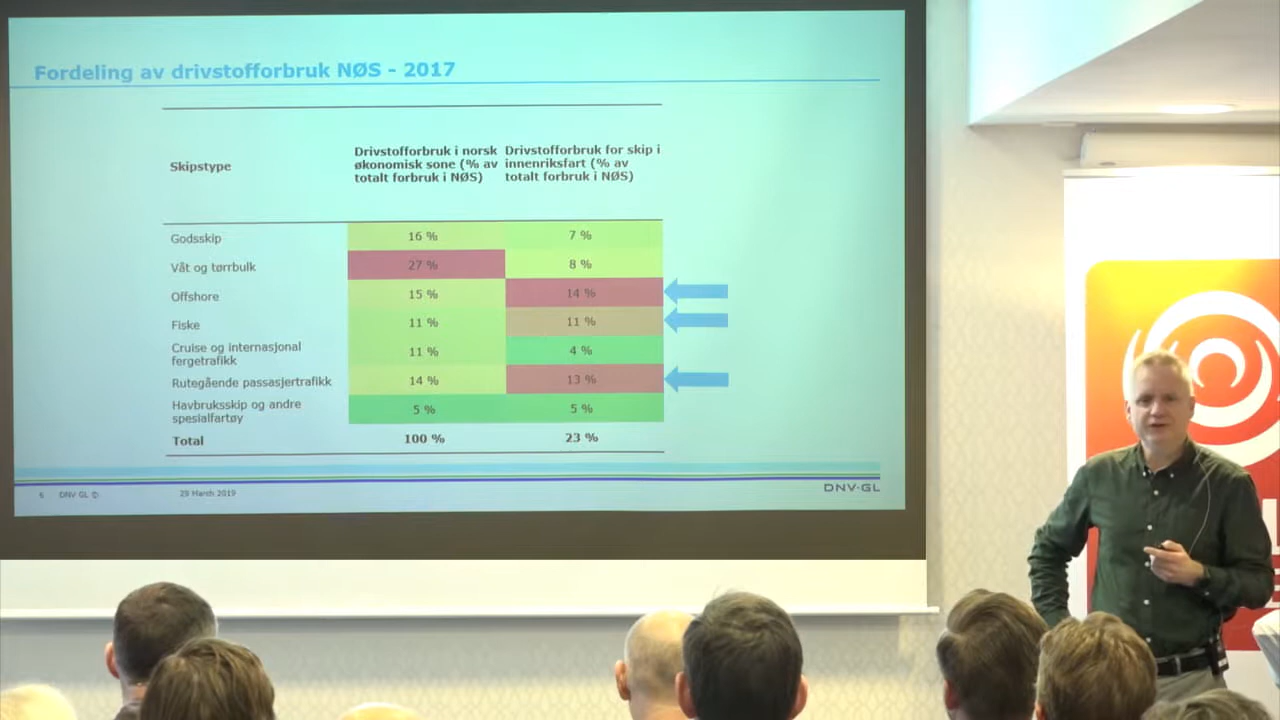 Fordeling av drivstofforbruk NØS - 2017
Skipstype
Drivstofforbruk i norsk
økonomisk sone (% av
totalt forbruk i NØS)
Drivstofforbruk for skip i
innenriksfart (% av
totalt forbruk i NØS)
Godsskip 16 % 7 %
Våt og tørrbulk 27 % 8 %
Offshore 15 % 14 %
Fiske 11 % 11 %
Cruise og internasjonal
fergetrafikk 11 % 4 %
Rutegående passasjertrafikk 14 % 13 %
Havbruksskip og andre
spesialfartøy 5 % 5 %
Total 100 % 23 %
6 DNV GL © 29 March 2019 DNV·GL